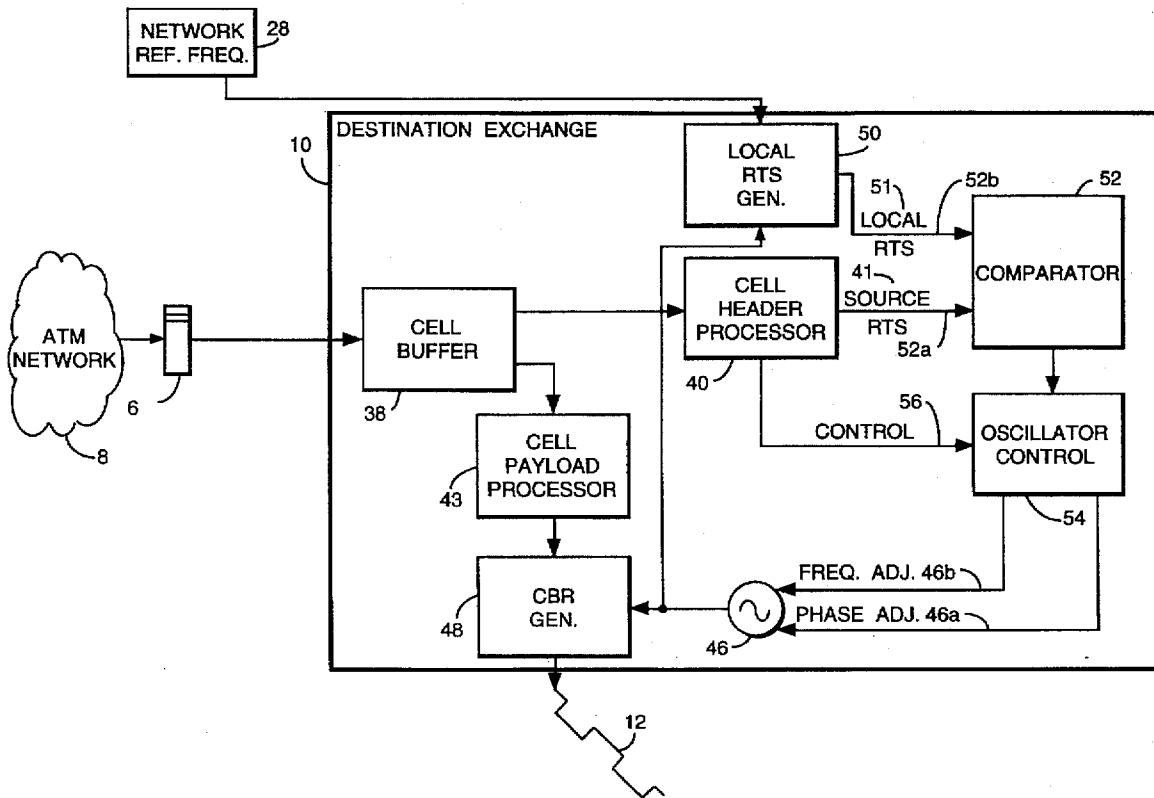 NETWORK
REF. FREQ.
28
DESTINATION EXCHANGE
10
LOCAL
RTS
GEN.
50
51
52b
52
LOCAL
RTS
COMPARATOR
ATM
NETWORK
8
6
CELL
BUFFER
38
CELL
HEADER
PROCESSOR
40
41
SOURCE
RTS
52a
CONTROL
56
OSCILLATOR
CONTROL
54
CELL
PAYLOAD
PROCESSOR
43
CBR
GEN.
48
46
FREQ. ADJ. 46b
PHASE ADJ. 46a
12